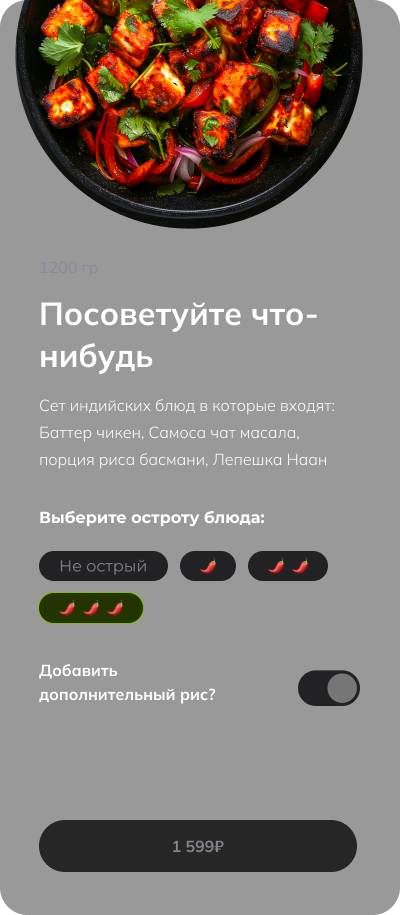 1200 гр
Посоветуйте что-
нибудь
Сет индийских блюд в которые входят:
Баттер чикен, Самоса чат масала,
порция риса басмани, Лепешка Наан
Выберите остроту блюда:
Не острый
Добавить
дополнительный рис?
1 599₽